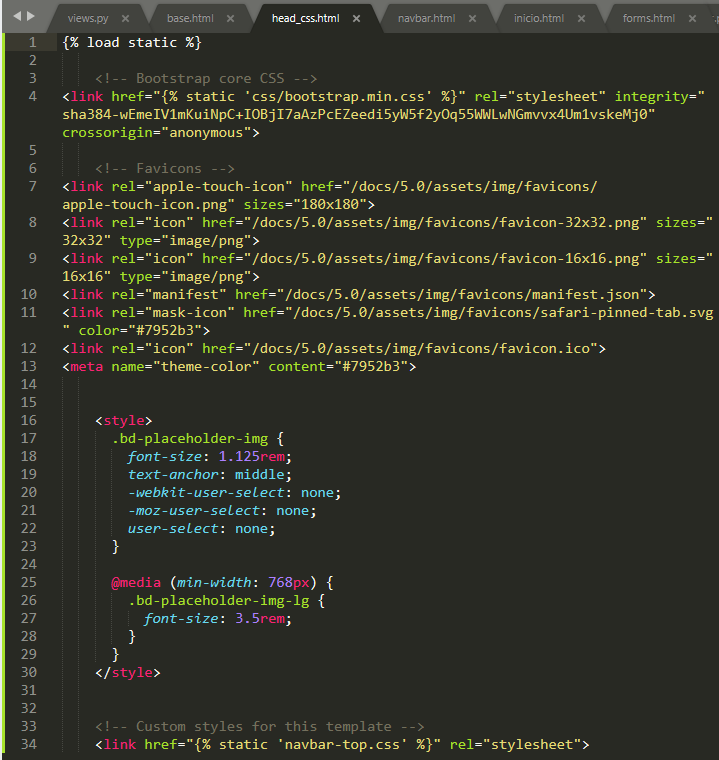 views.py × base.html × head_css.html × navbar.html × inicio.html × forms.html ×
1 {% load static %}
2
3 <!-- Bootstrap core CSS -->
4 <link href="{% static 'css/bootstrap.min.css' %}" rel="stylesheet" integrity="
sha384-wEmeIV1mKuiNpC+IOBjI7aAzPcEZeedi5yW5f2yOq55WWLwNGmvvx4Um1vskeMj0"
crossorigin="anonymous">
5
6 <!-- Favicons -->
7 <link rel="apple-touch-icon" href="/docs/5.0/assets/img/favicons/
apple-touch-icon.png" sizes="180x180">
8 <link rel="icon" href="/docs/5.0/assets/img/favicons/favicon-32x32.png" sizes="
32x32" type="image/png">
9 <link rel="icon" href="/docs/5.0/assets/img/favicons/favicon-16x16.png" sizes="
16x16" type="image/png">
10 <link rel="manifest" href="/docs/5.0/assets/img/favicons/manifest.json">
11 <link rel="mask-icon" href="/docs/5.0/assets/img/favicons/safari-pinned-tab.svg
" color="#7952b3">
12 <link rel="icon" href="/docs/5.0/assets/img/favicons/favicon.ico">
13 <meta name="theme-color" content="#7952b3">
14
15
16 <style>
17 .bd-placeholder-img {
18 font-size: 1.125rem;
19 text-anchor: middle;
20 -webkit-user-select: none;
21 -moz-user-select: none;
22 user-select: none;
23 }
24
25 @media (min-width: 768px) {
26 .bd-placeholder-img-lg {
27 font-size: 3.5rem;
28 }
29 }
30 </style>
31
32
33 <!-- Custom styles for this template -->
34 <link href="{% static 'navbar-top.css' %}" rel="stylesheet">